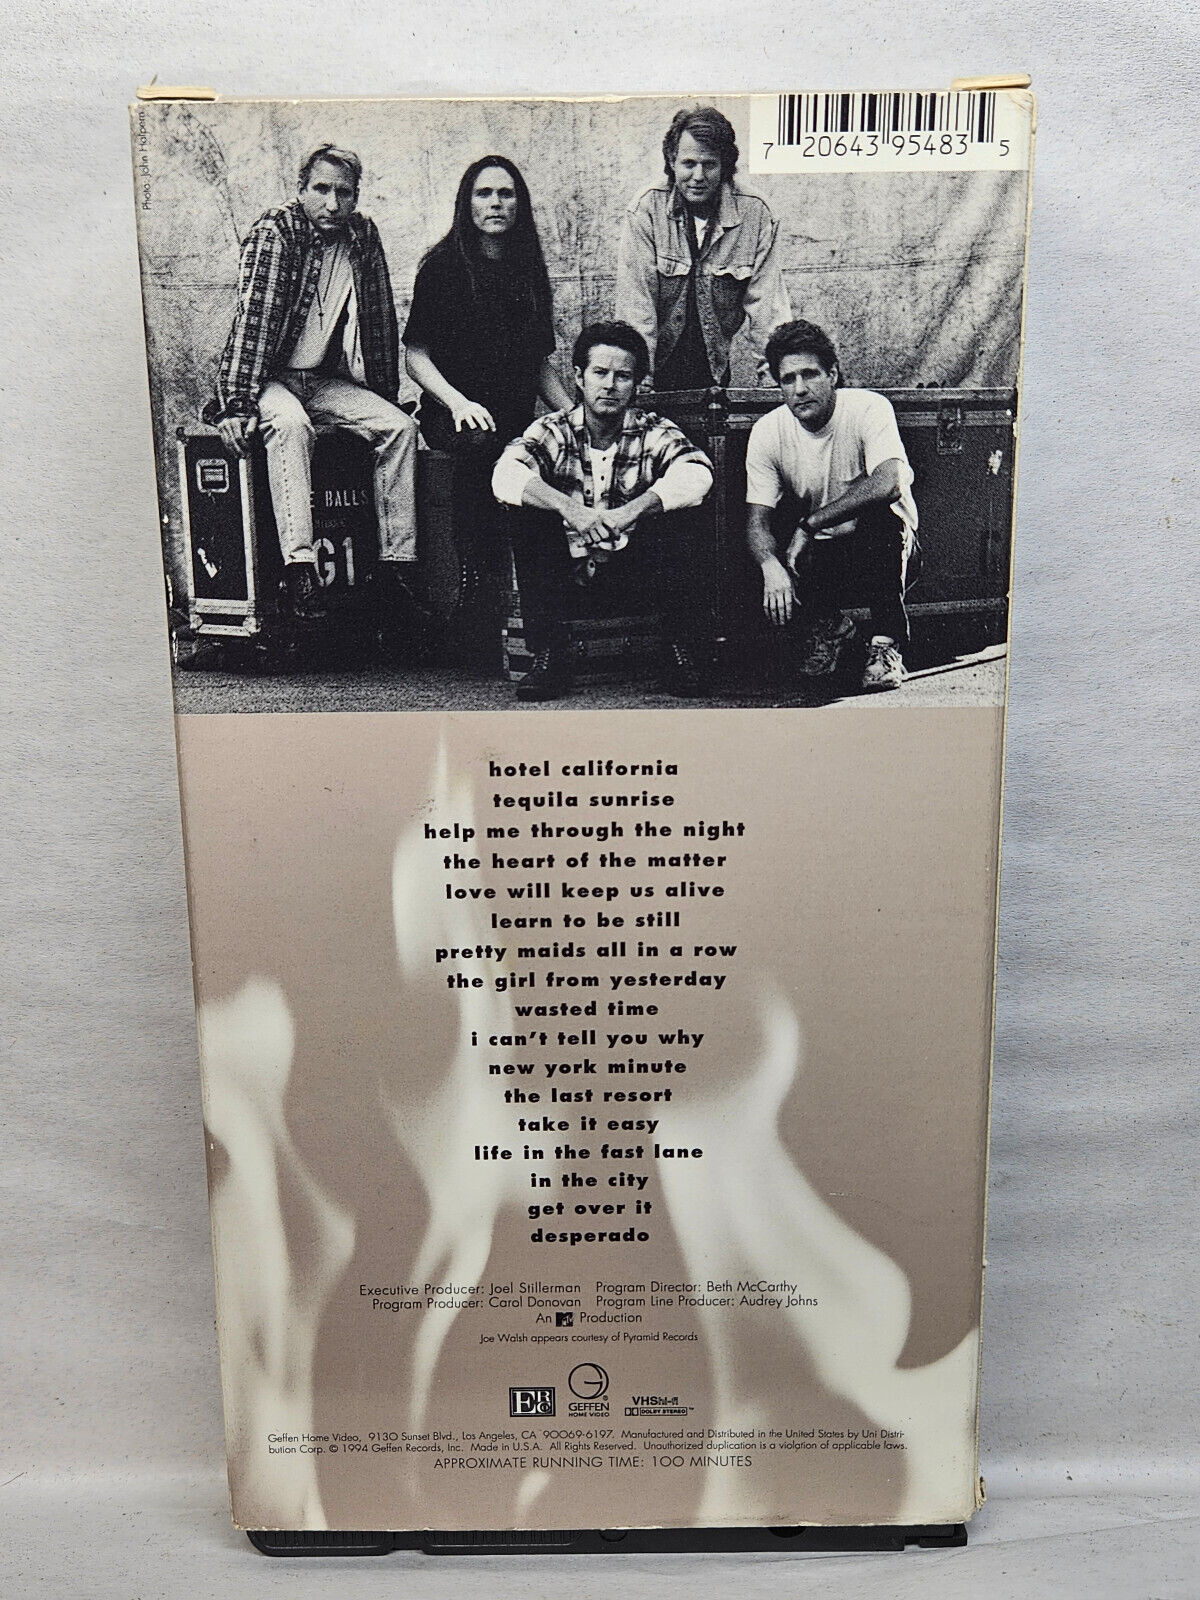 Photo: John Halpern
7 20643 95483 5
E BALLS
G1
hotel california
tequila sunrise
help me through the night
the heart of the matter
love will keep us alive
learn to be still
pretty maids all in a row
the girl from yesterday
wasted time
i can't tell you why
new york minute
the last resort
take it easy
life in the fast lane
in the city
get over it
desperado
Executive Producer: Joel Stillerman Program Director: Beth McCarthy
Program Producer: Carol Donovan Program Line Producer: Audrey Johns
An MTV Production
Joe Walsh appears courtesy of Pyramid Records
ERC
GEFFEN
HOME VIDEO
VHS hi-fi
DOLBY STEREO ™
Geffen Home Video, 9130 Sunset Blvd., Los Angeles, CA 90069-6197. Manufactured and Distributed in the United States by Uni Distri-
bution Corp. © 1994 Geffen Records, Inc. Made in U.S.A. All Rights Reserved. Unauthorized duplication is a violation of applicable laws.
APPROXIMATE RUNNING TIME: 100 MINUTES